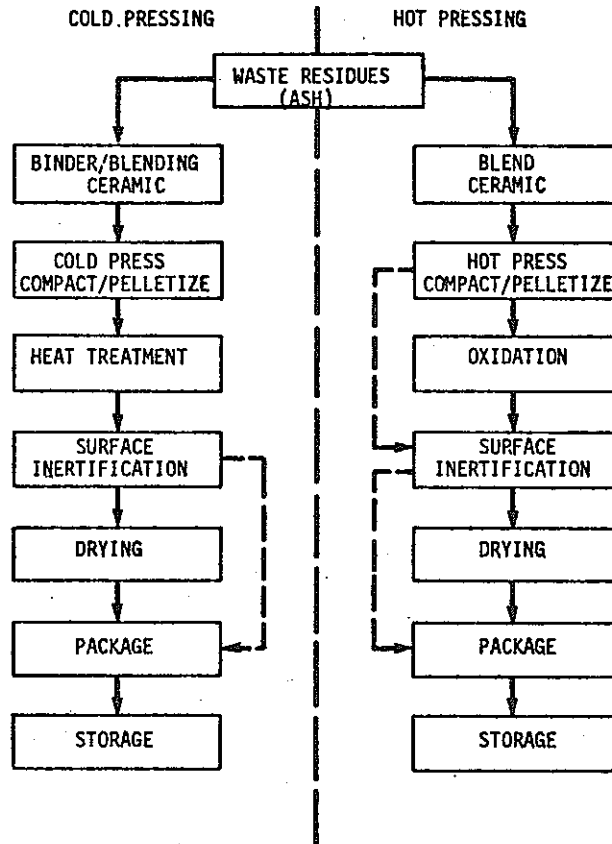 COLD.PRESSING
HOT PRESSING
WASTE RESIDUES
(ASH)
BINDER/BLENDING
CERAMIC
COLD PRESS
COMPACT/PELLETIZE
HEAT TREATMENT
SURFACE
INERTIFICATION
DRYING
PACKAGE
STORAGE
BLEND
CERAMIC
HOT PRESS
COMPACT/PELLETIZE
OXIDATION
SURFACE
INERTIFICATION
DRYING
PACKAGE
STORAGE